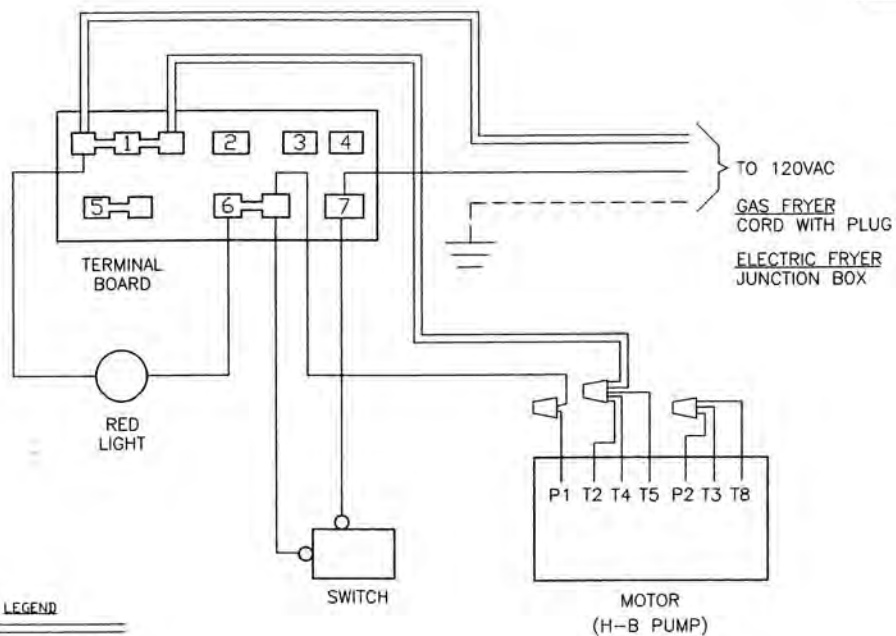 1
2
3
4
5
6
7
TERMINAL
BOARD
TO 120VAC
GAS FRYER
CORD WITH PLUG
ELECTRIC FRYER
JUNCTION BOX
RED
LIGHT
P1 T2 T4 T5 P2 T3 T8
SWITCH
MOTOR
(H-B PUMP)
LEGEND